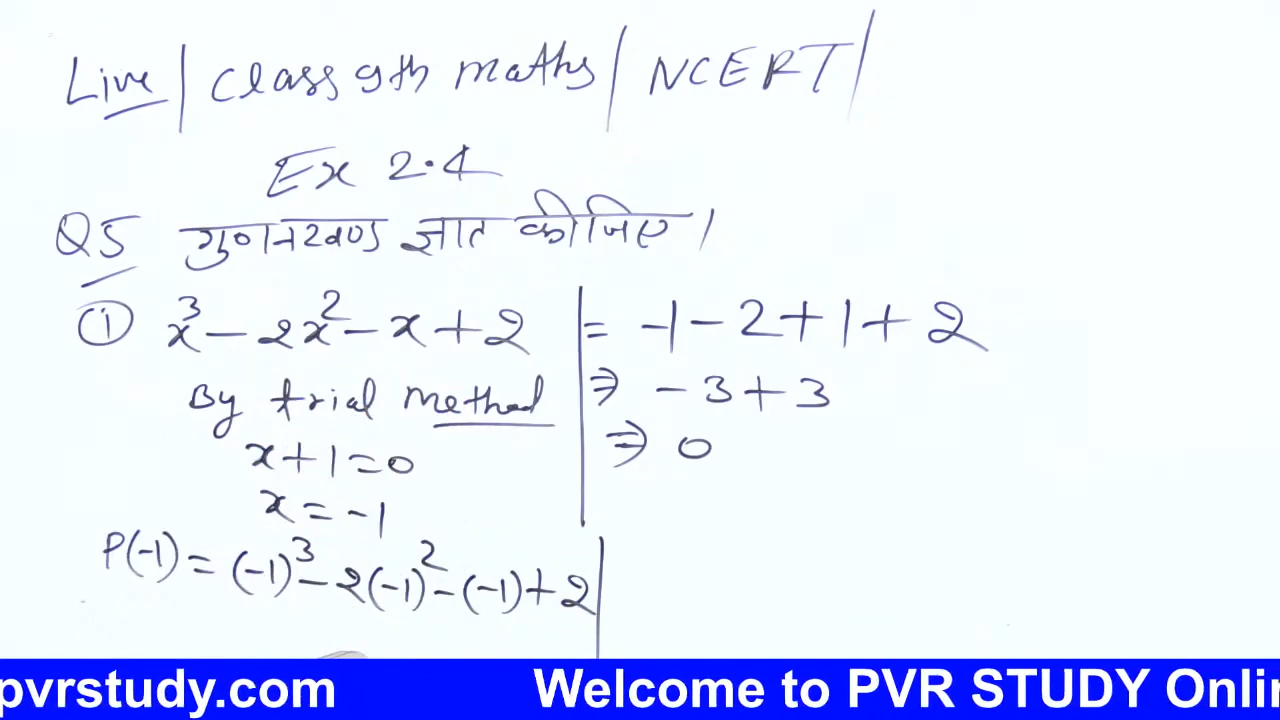 Live | Class 9th maths | NCERT |
Ex 2.4
Q5 गुणनखण्ड ज्ञात कीजिए।
① x³ - 2x² - x + 2
By trial method
x + 1 = 0
x = -1
P(-1) = (-1)³ - 2(-1)² - (-1) + 2
= -1 - 2 + 1 + 2
⇒ -3 + 3
⇒ 0
pvrstudy.com Welcome to PVR STUDY Onli